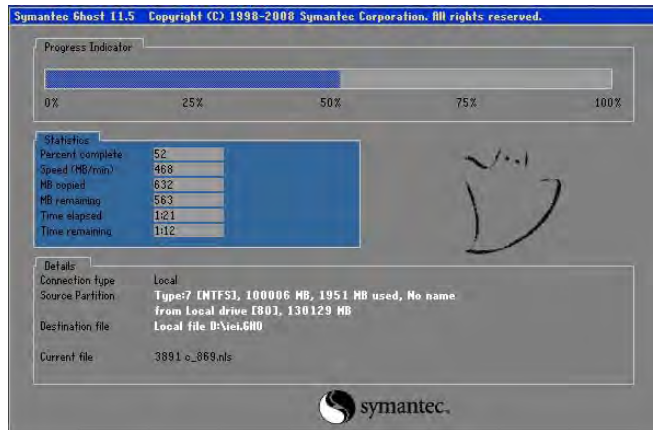 Symantec Ghost 11.5 Copyright (C) 1998-2008 Symantec Corporation. All rights reserved.
Progress Indicator
0% 25% 50% 75% 100%
Statistics
Percent complete 52
Speed (MB/min) 468
MB copied 632
MB remaining 563
Time elapsed 1:21
Time remaining 1:12
Details
Connection type Local
Source Partition Type:7 [NTFS], 100006 MB, 1951 MB used, No name
from Local drive [80], 130129 MB
Destination file Local file D:\iei.GHO
Current file 3891 c_869.nls
symantec.